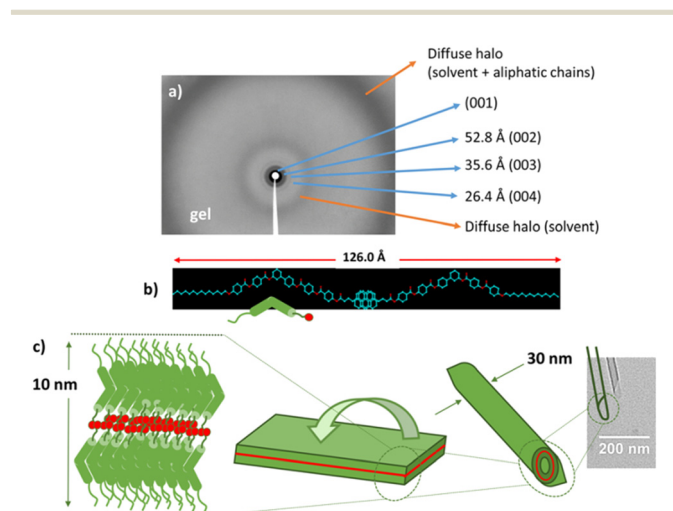 Diffuse halo
(solvent + aliphatic chains)
a)
(001)
52.8 Å (002)
35.6 Å (003)
26.4 Å (004)
gel
Diffuse halo (solvent)
126.0 Å
b)
c)
10 nm
30 nm
200 nm